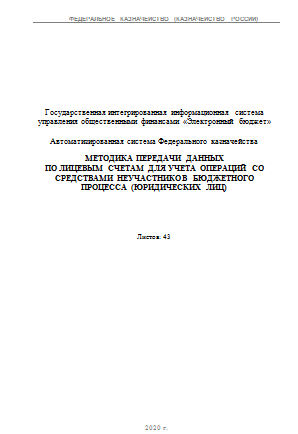 ФЕДЕРАЛЬНОЕ КАЗНАЧЕЙСТВО (КАЗНАЧЕЙСТВО РОССИИ)
Государственная интегрированная информационная система
управления общественными финансами «Электронный бюджет»
Автоматизированная система Федерального казначейства
МЕТОДИКА ПЕРЕДАЧИ ДАННЫХ
ПО ЛИЦЕВЫМ СЧЕТАМ ДЛЯ УЧЕТА ОПЕРАЦИЙ СО
СРЕДСТВАМИ НЕУЧАСТНИКОВ БЮДЖЕТНОГО
ПРОЦЕССА (ЮРИДИЧЕСКИХ ЛИЦ)
Листов: 43
2020 г.